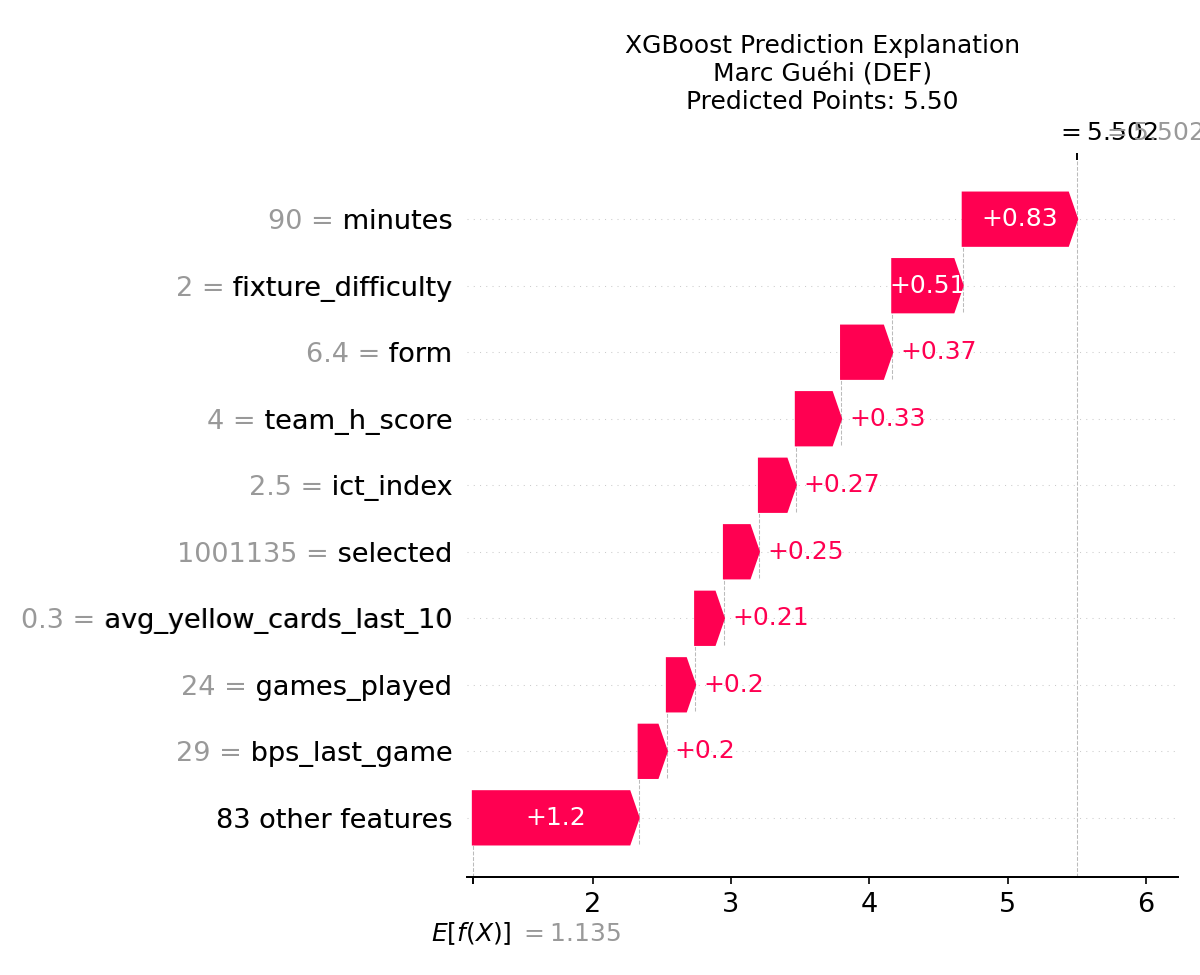 XGBoost Prediction Explanation
Marc Guéhi (DEF)
Predicted Points: 5.50
= 5.502
= 5.502
90 = minutes
+0.83
2 = fixture_difficulty
+0.51
6.4 = form
+0.37
4 = team_h_score
+0.33
2.5 = ict_index
+0.27
1001135 = selected
+0.25
0.3 = avg_yellow_cards_last_10
+0.21
24 = games_played
+0.2
29 = bps_last_game
+0.2
83 other features
+1.2
2 3 4 5 6
E[f(X)] = 1.135